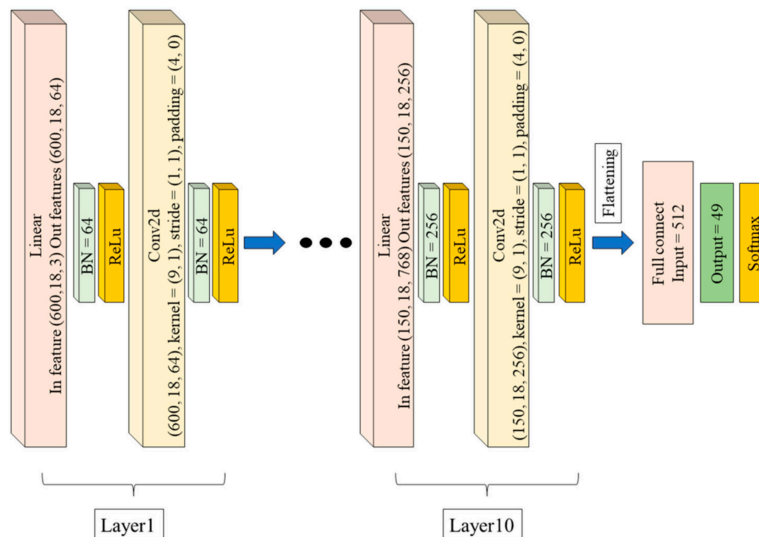 Linear
In feature (600,18, 3) Out features (600, 18, 64)
BN = 64
ReLu
Conv2d
(600, 18, 64), kernel = (9, 1), stride = (1, 1), padding = (4, 0)
BN = 64
ReLu
Linear
In feature (150, 18, 768) Out features (150, 18, 256)
BN = 256
ReLu
Conv2d
(150, 18, 256), kernel = (9, 1), stride = (1, 1), padding = (4, 0)
BN = 256
ReLu
Flattening
Full connect
Input = 512
Output = 49
Softmax
Layer1
Layer10